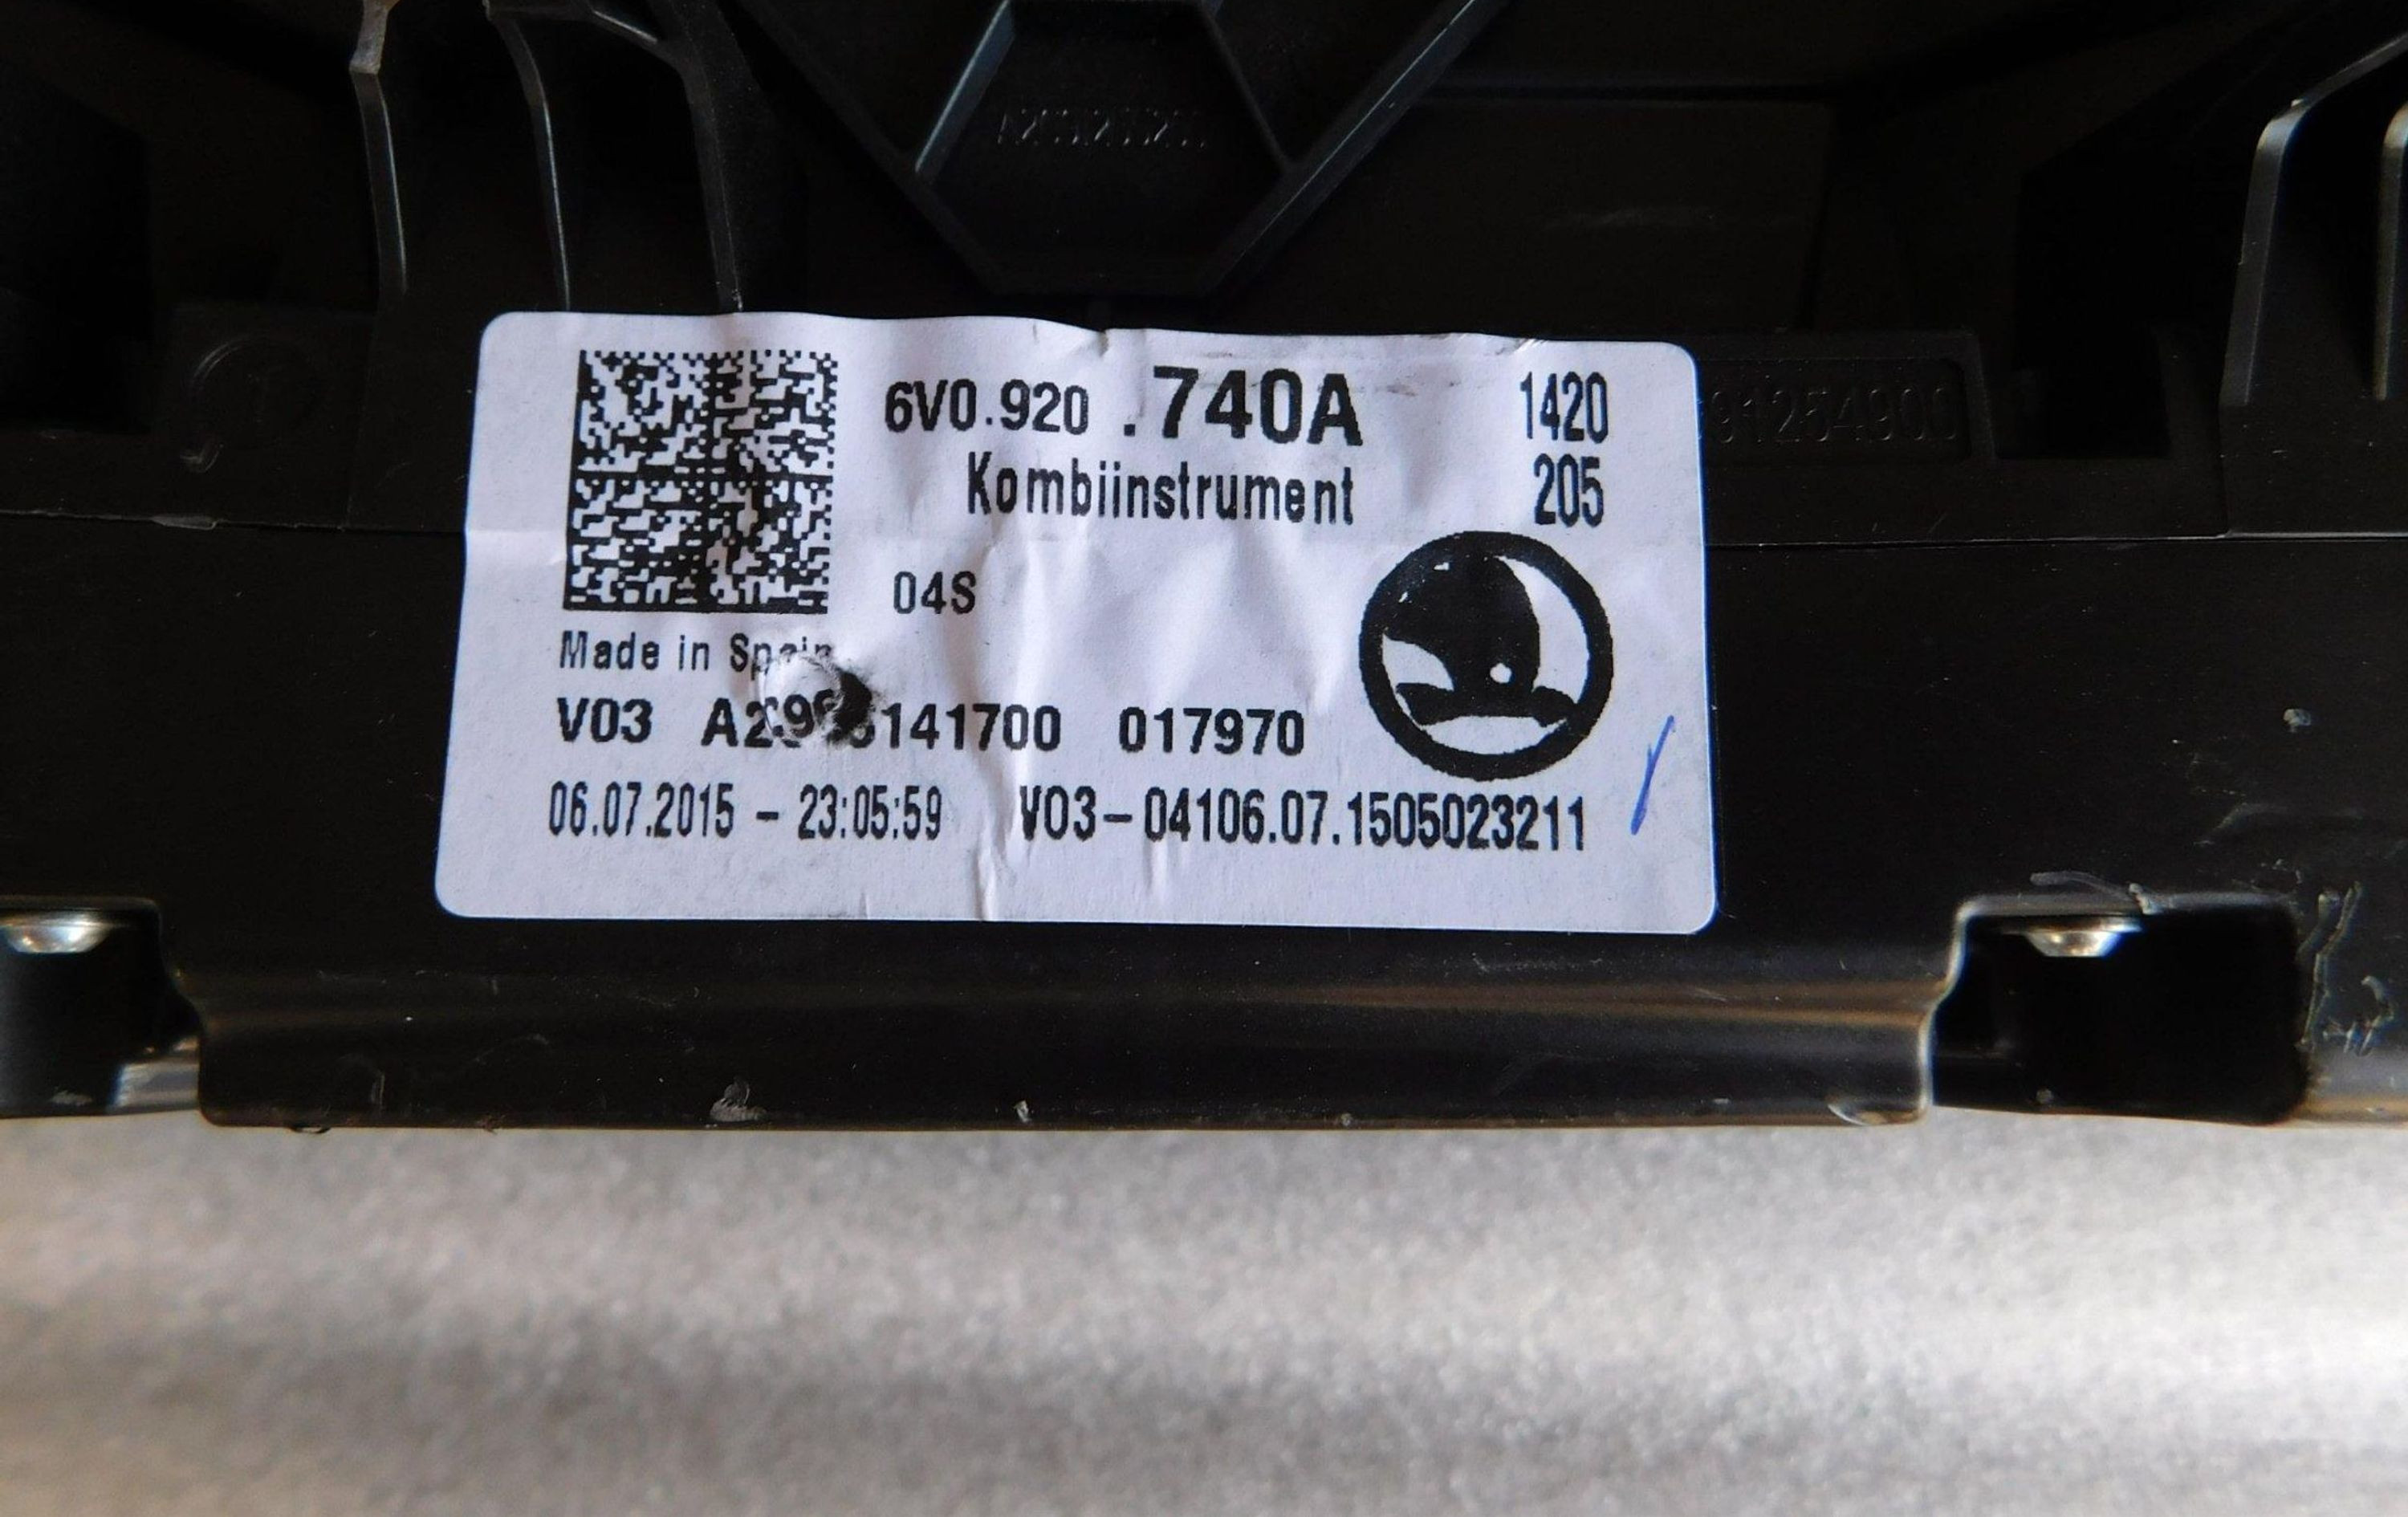 6V0.920 .740A 1420
Kombiinstrument 205
04S
Made in Spain
V03 017970
06.07.2015 - 23:05:59 V03-04106.07.1505023211